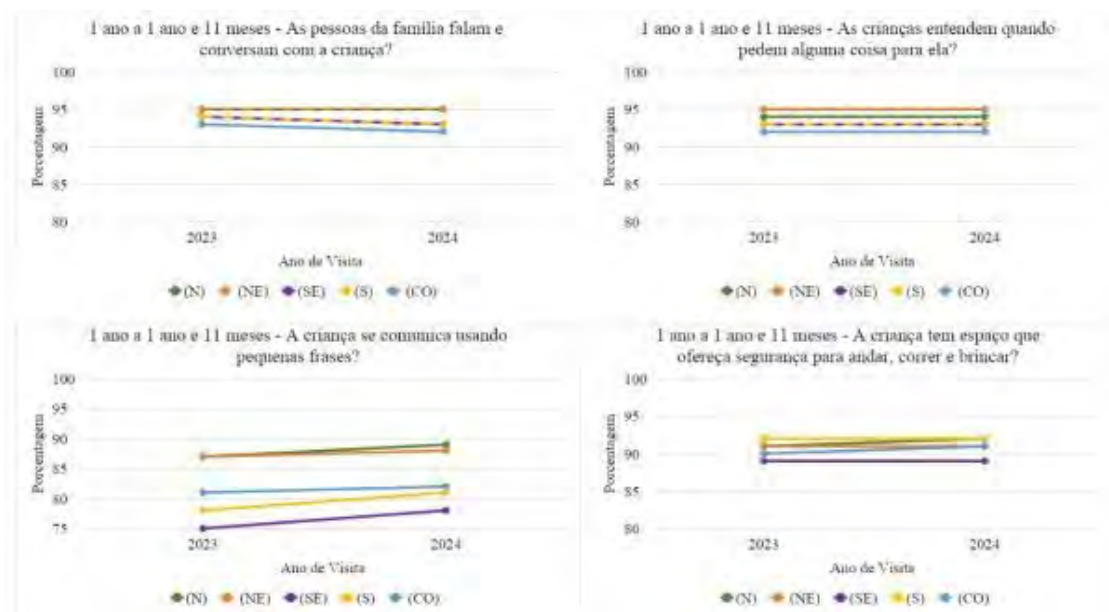 1 ano a 1 ano e 11 meses - As pessoas da família falam e
conversam com a criança?
100
95
90
85
80
Porcentagem
2023
2024
Ano de Visita
(N) (NE) (SE) (S) (CO)
1 ano a 1 ano e 11 meses - As crianças entendem quando
pedem alguma coisa para ela?
100
95
90
85
80
Porcentagem
2023
2024
Ano de Visita
(N) (NE) (SE) (S) (CO)
1 ano a 1 ano e 11 meses - A criança se comunica usando
pequenas frases?
100
95
90
85
80
75
Porcentagem
2023
2024
Ano de Visita
(N) (NE) (SE) (S) (CO)
1 ano a 1 ano e 11 meses - A criança tem espaço que
ofereça segurança para andar, correr e brincar?
100
95
90
85
80
Porcentagem
2023
2024
Ano de Visita
(N) (NE) (SE) (S) (CO)